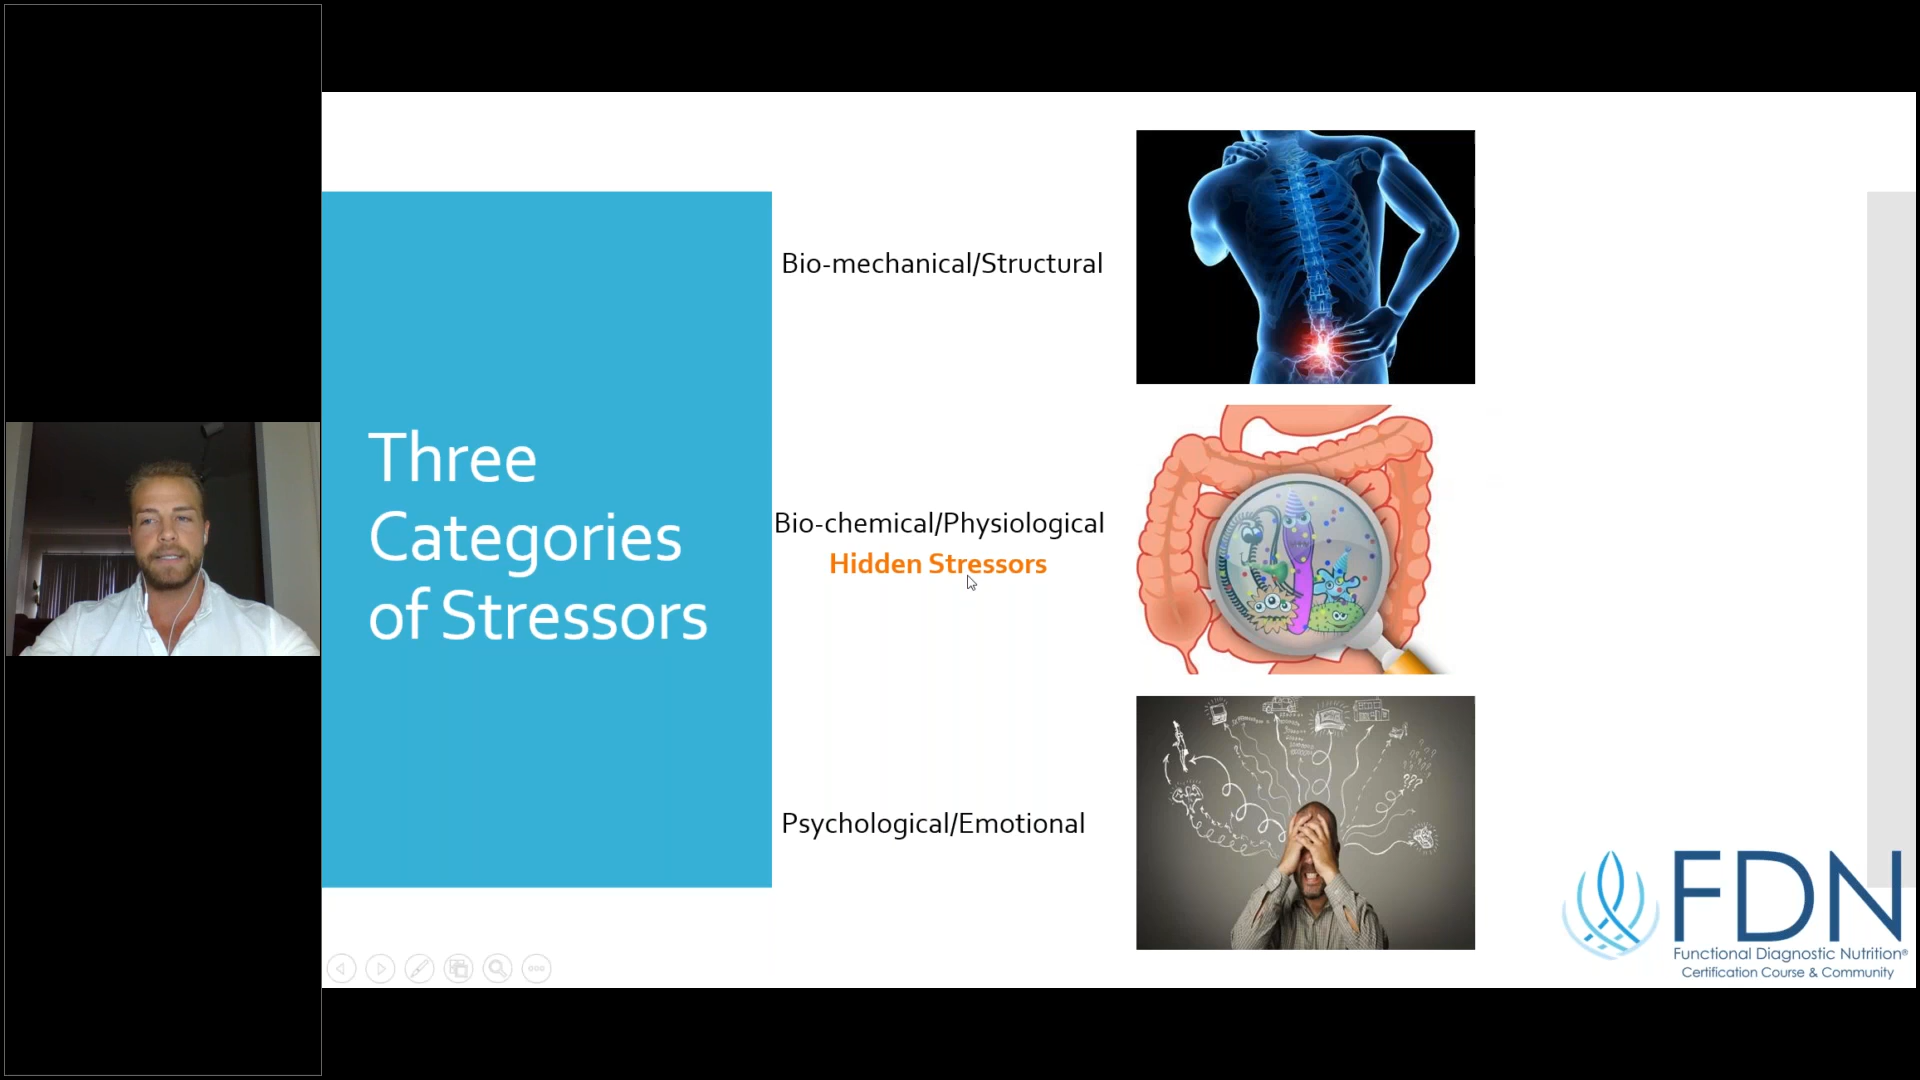 Three
Categories
of Stressors
Bio-mechanical/Structural
Bio-chemical/Physiological
Hidden Stressors
Psychological/Emotional
???
FDN
Functional Diagnostic Nutrition®
Certification Course & Community